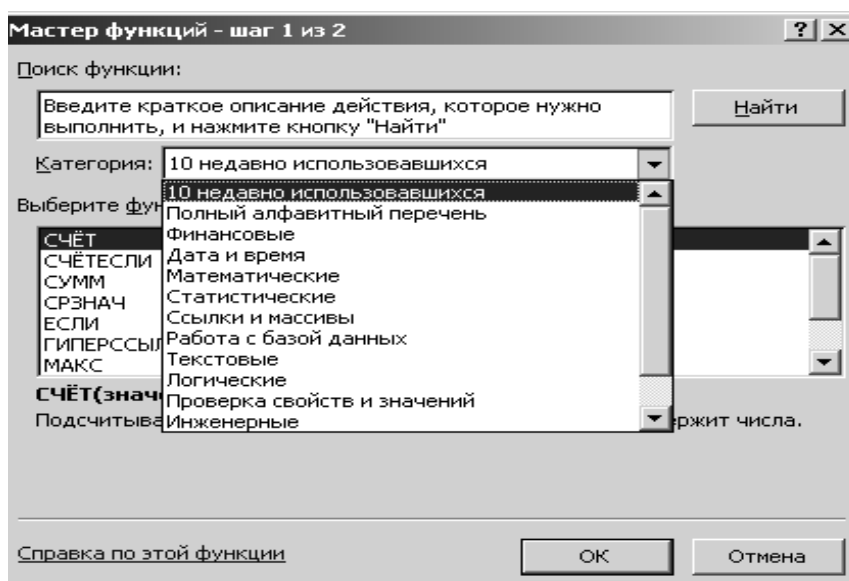 Мастер функций - шаг 1 из 2
Поиск функции:
Введите краткое описание действия, которое нужно
выполнить, и нажмите кнопку "Найти"
Найти
Категория:
10 недавно использовавшихся
10 недавно использовавшихся
Полный алфавитный перечень
Финансовые
Дата и время
Математические
Статистические
Ссылки и массивы
Работа с базой данных
Текстовые
Логические
Проверка свойств и значений
Инженерные
Выберите фун
СЧЁТ
СЧЁТЕСЛИ
СУММ
СРЗНАЧ
ЕСЛИ
ГИПЕРССЫЛ
МАКС
СЧЁТ(знач
Подсчитыва ржит числа.
Справка по этой функции
ОК
Отмена